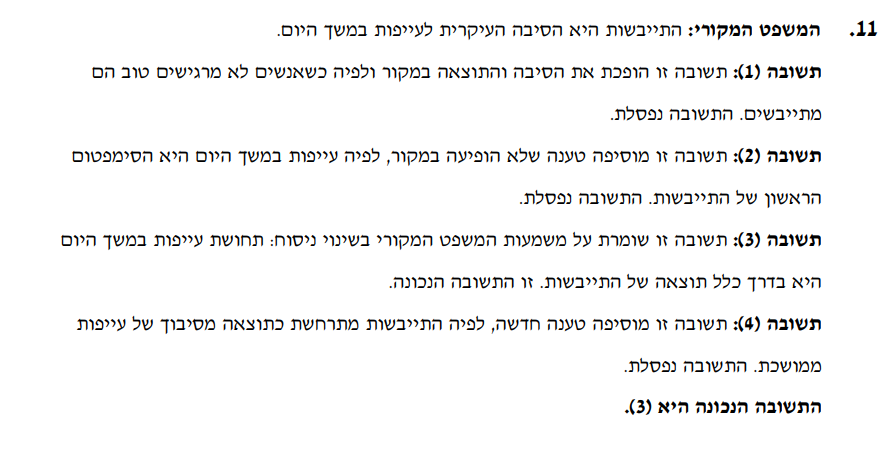 11. המשפט המקורי: התייבשות היא הסיבה העיקרית לעייפות במשך היום.
תשובה (1): תשובה זו הופכת את הסיבה והתוצאה במקור ולפיה כשאנשים לא מרגישים טוב הם
מתייבשים. התשובה נפסלת.
תשובה (2): תשובה זו מוסיפה טענה שלא הופיעה במקור, לפיה עייפות במשך היום היא הסימפטום
הראשון של התייבשות. התשובה נפסלת.
תשובה (3): תשובה זו שומרת על משמעות המשפט המקורי בשינוי ניסוח: תחושת עייפות במשך היום
היא בדרך כלל תוצאה של התייבשות. זו התשובה הנכונה.
תשובה (4): תשובה זו מוסיפה טענה חדשה, לפיה התייבשות מתרחשת כתוצאה מסיבוך של עייפות
ממושכת. התשובה נפסלת.
התשובה הנכונה היא (3).